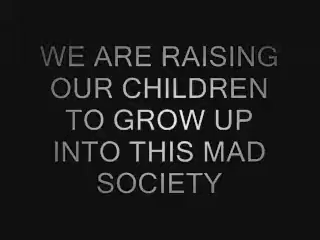 WE ARE RAISING
OUR CHILDREN
TO GROW UP
INTO THIS MAD
SOCIETY